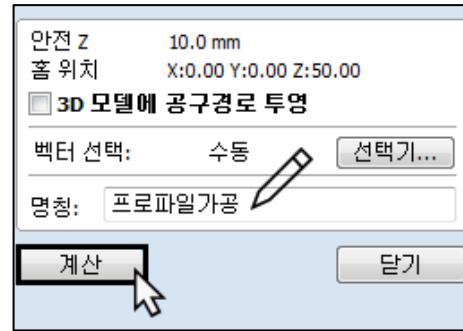 안전 Z 10.0 mm
홈 위치 X:0.00 Y:0.00 Z:50.00
3D 모델에 공구경로 투영
벡터 선택: 수동 선택기...
명칭: 프로파일가공
계산 닫기